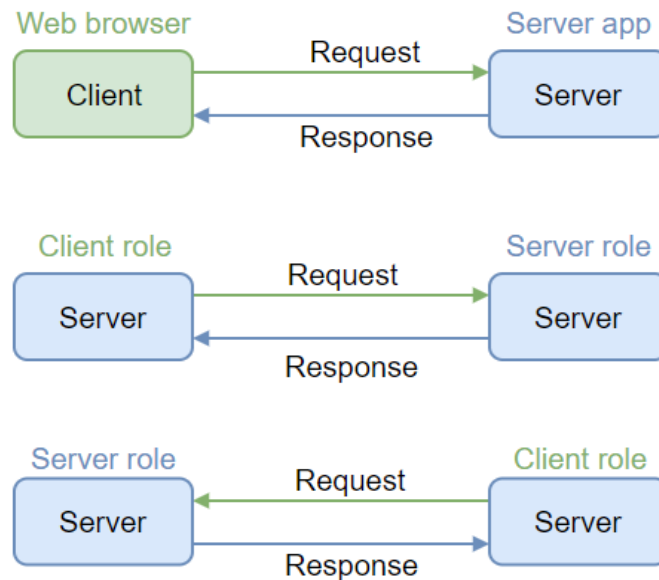 Web browser
Server app
Request
Client
Server
Response
Client role
Server role
Request
Server
Server
Response
Server role
Client role
Request
Server
Server
Response